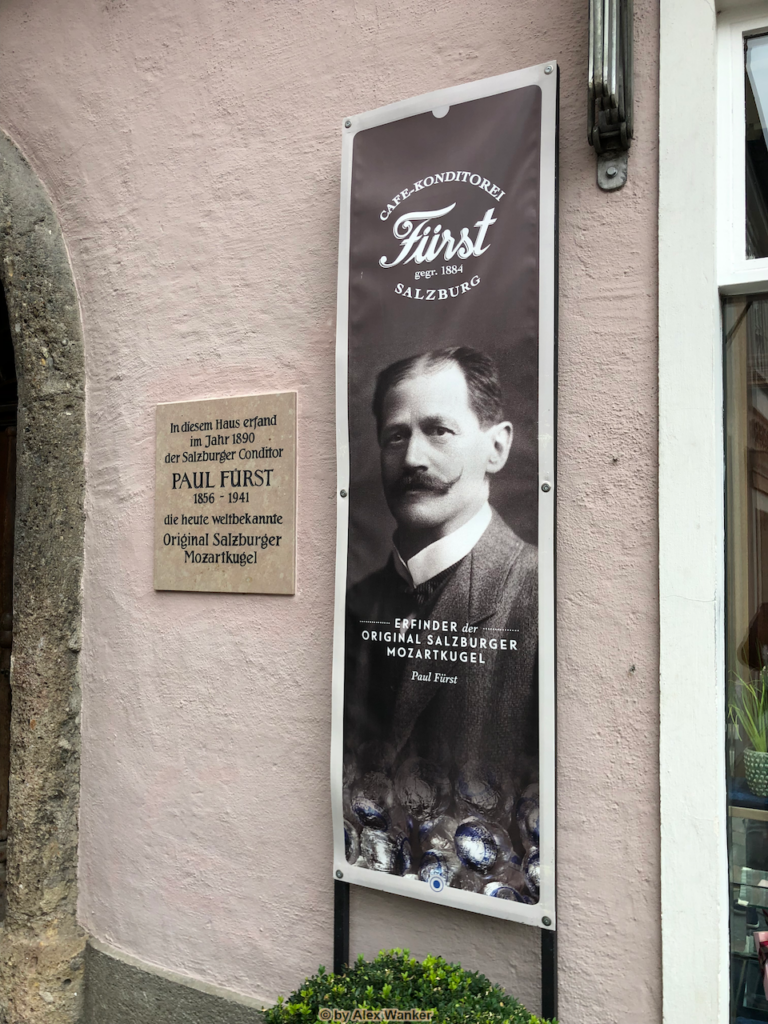 CAFE-KONDITOREI
Fürst
gegr. 1884
SALZBURG
In diesem Haus erfand
im Jahr 1890
der Salzburger Conditor
PAUL FÜRST
1856 - 1941
die heute weltbekannte
Original Salzburger
Mozartkugel
ERFINDER der
ORIGINAL SALZBURGER
MOZARTKUGEL
Paul Fürst
© by Alex Wanker